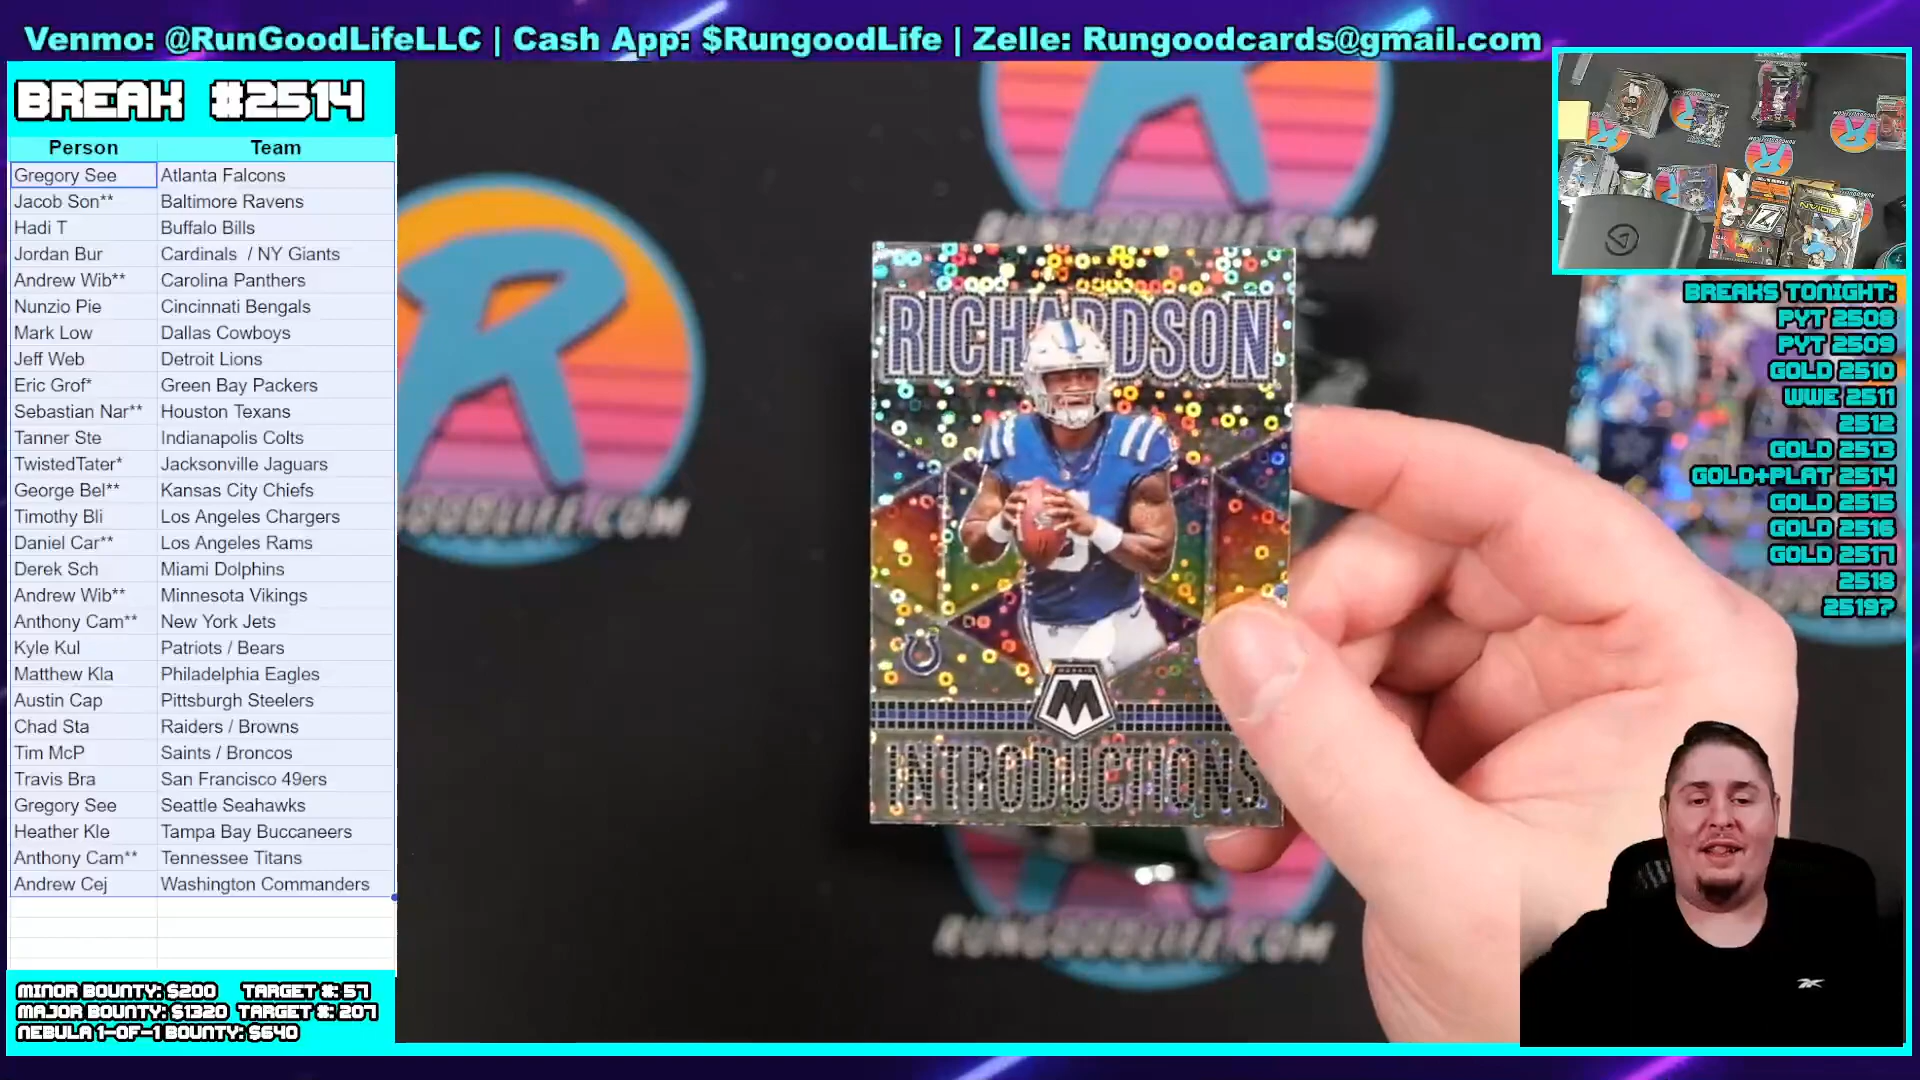 Venmo: @RunGoodLifeLLC | Cash App: $RungoodLife | Zelle: Rungoodcards@gmail.com
BREAK #2514
Person Team
Gregory See Atlanta Falcons
Jacob Son** Baltimore Ravens
Hadi T Buffalo Bills
Jordan Bur Cardinals / NY Giants
Andrew Wib** Carolina Panthers
Nunzio Pie Cincinnati Bengals
Mark Low Dallas Cowboys
Jeff Web Detroit Lions
Eric Grof* Green Bay Packers
Sebastian Nar** Houston Texans
Tanner Ste Indianapolis Colts
TwistedTater* Jacksonville Jaguars
George Bel** Kansas City Chiefs
Timothy Bli Los Angeles Chargers
Daniel Car** Los Angeles Rams
Derek Sch Miami Dolphins
Andrew Wib** Minnesota Vikings
Anthony Cam** New York Jets
Kyle Kul Patriots / Bears
Matthew Kla Philadelphia Eagles
Austin Cap Pittsburgh Steelers
Chad Sta Raiders / Browns
Tim McP Saints / Broncos
Travis Bra San Francisco 49ers
Gregory See Seattle Seahawks
Heather Kle Tampa Bay Buccaneers
Anthony Cam** Tennessee Titans
Andrew Cej Washington Commanders
MINOR BOUNTY: $200 TARGET #: 57
MAJOR BOUNTY: $1320 TARGET #: 207
NEBULA 1-OF-1 BOUNTY: $640
R
GOODLIFE.COM
RUNGOODLIFE.COM
RICHARDSON
MOSAIC
M
INTRODUCTIONS
RUNGOODLIFE.COM
BREAKS TONIGHT:
PYT 2508
PYT 2509
GOLD 2510
WWE 2511
2512
GOLD 2513
GOLD+PLAT 2514
GOLD 2515
GOLD 2516
GOLD 2517
2518
2519?